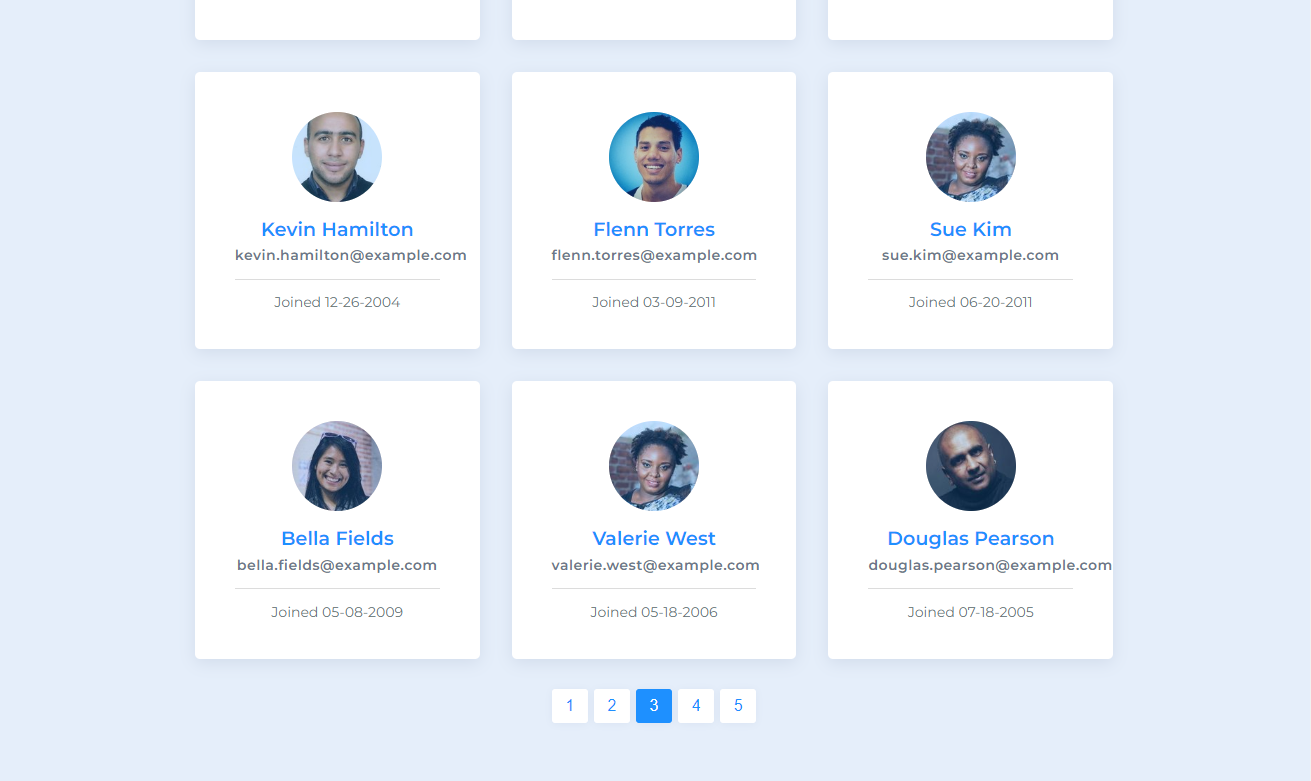 Kevin Hamilton
kevin.hamilton@example.com
Joined 12-26-2004
Flenn Torres
flenn.torres@example.com
Joined 03-09-2011
Sue Kim
sue.kim@example.com
Joined 06-20-2011
Bella Fields
bella.fields@example.com
Joined 05-08-2009
Valerie West
valerie.west@example.com
Joined 05-18-2006
Douglas Pearson
douglas.pearson@example.com
Joined 07-18-2005
1 2 3 4 5